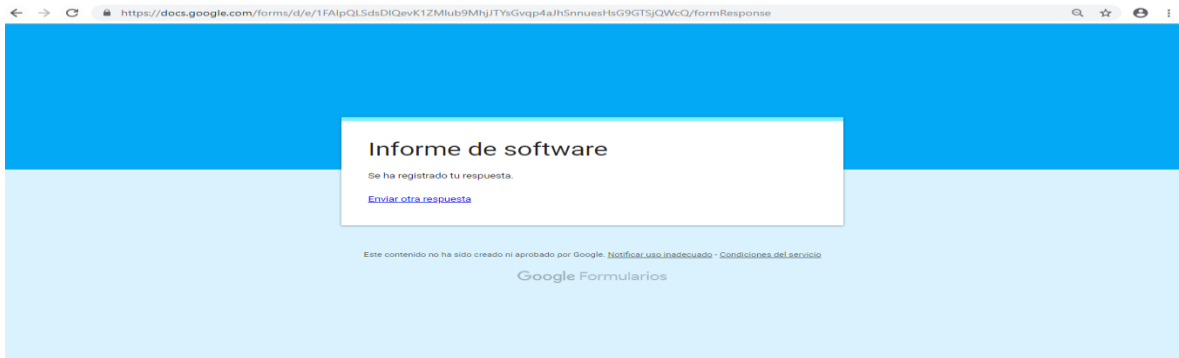 https://docs.google.com/forms/d/e/1FAIpQLSdsDIQevK1ZMlub9MhjJTYsGvqp4aJhSnnuesHsG9GTSjQWcQ/formResponse
Informe de software
Se ha registrado tu respuesta.
Enviar otra respuesta
Este contenido no ha sido creado ni aprobado por Google. Notificar uso inadecuado - Condiciones del servicio
Google Formularios